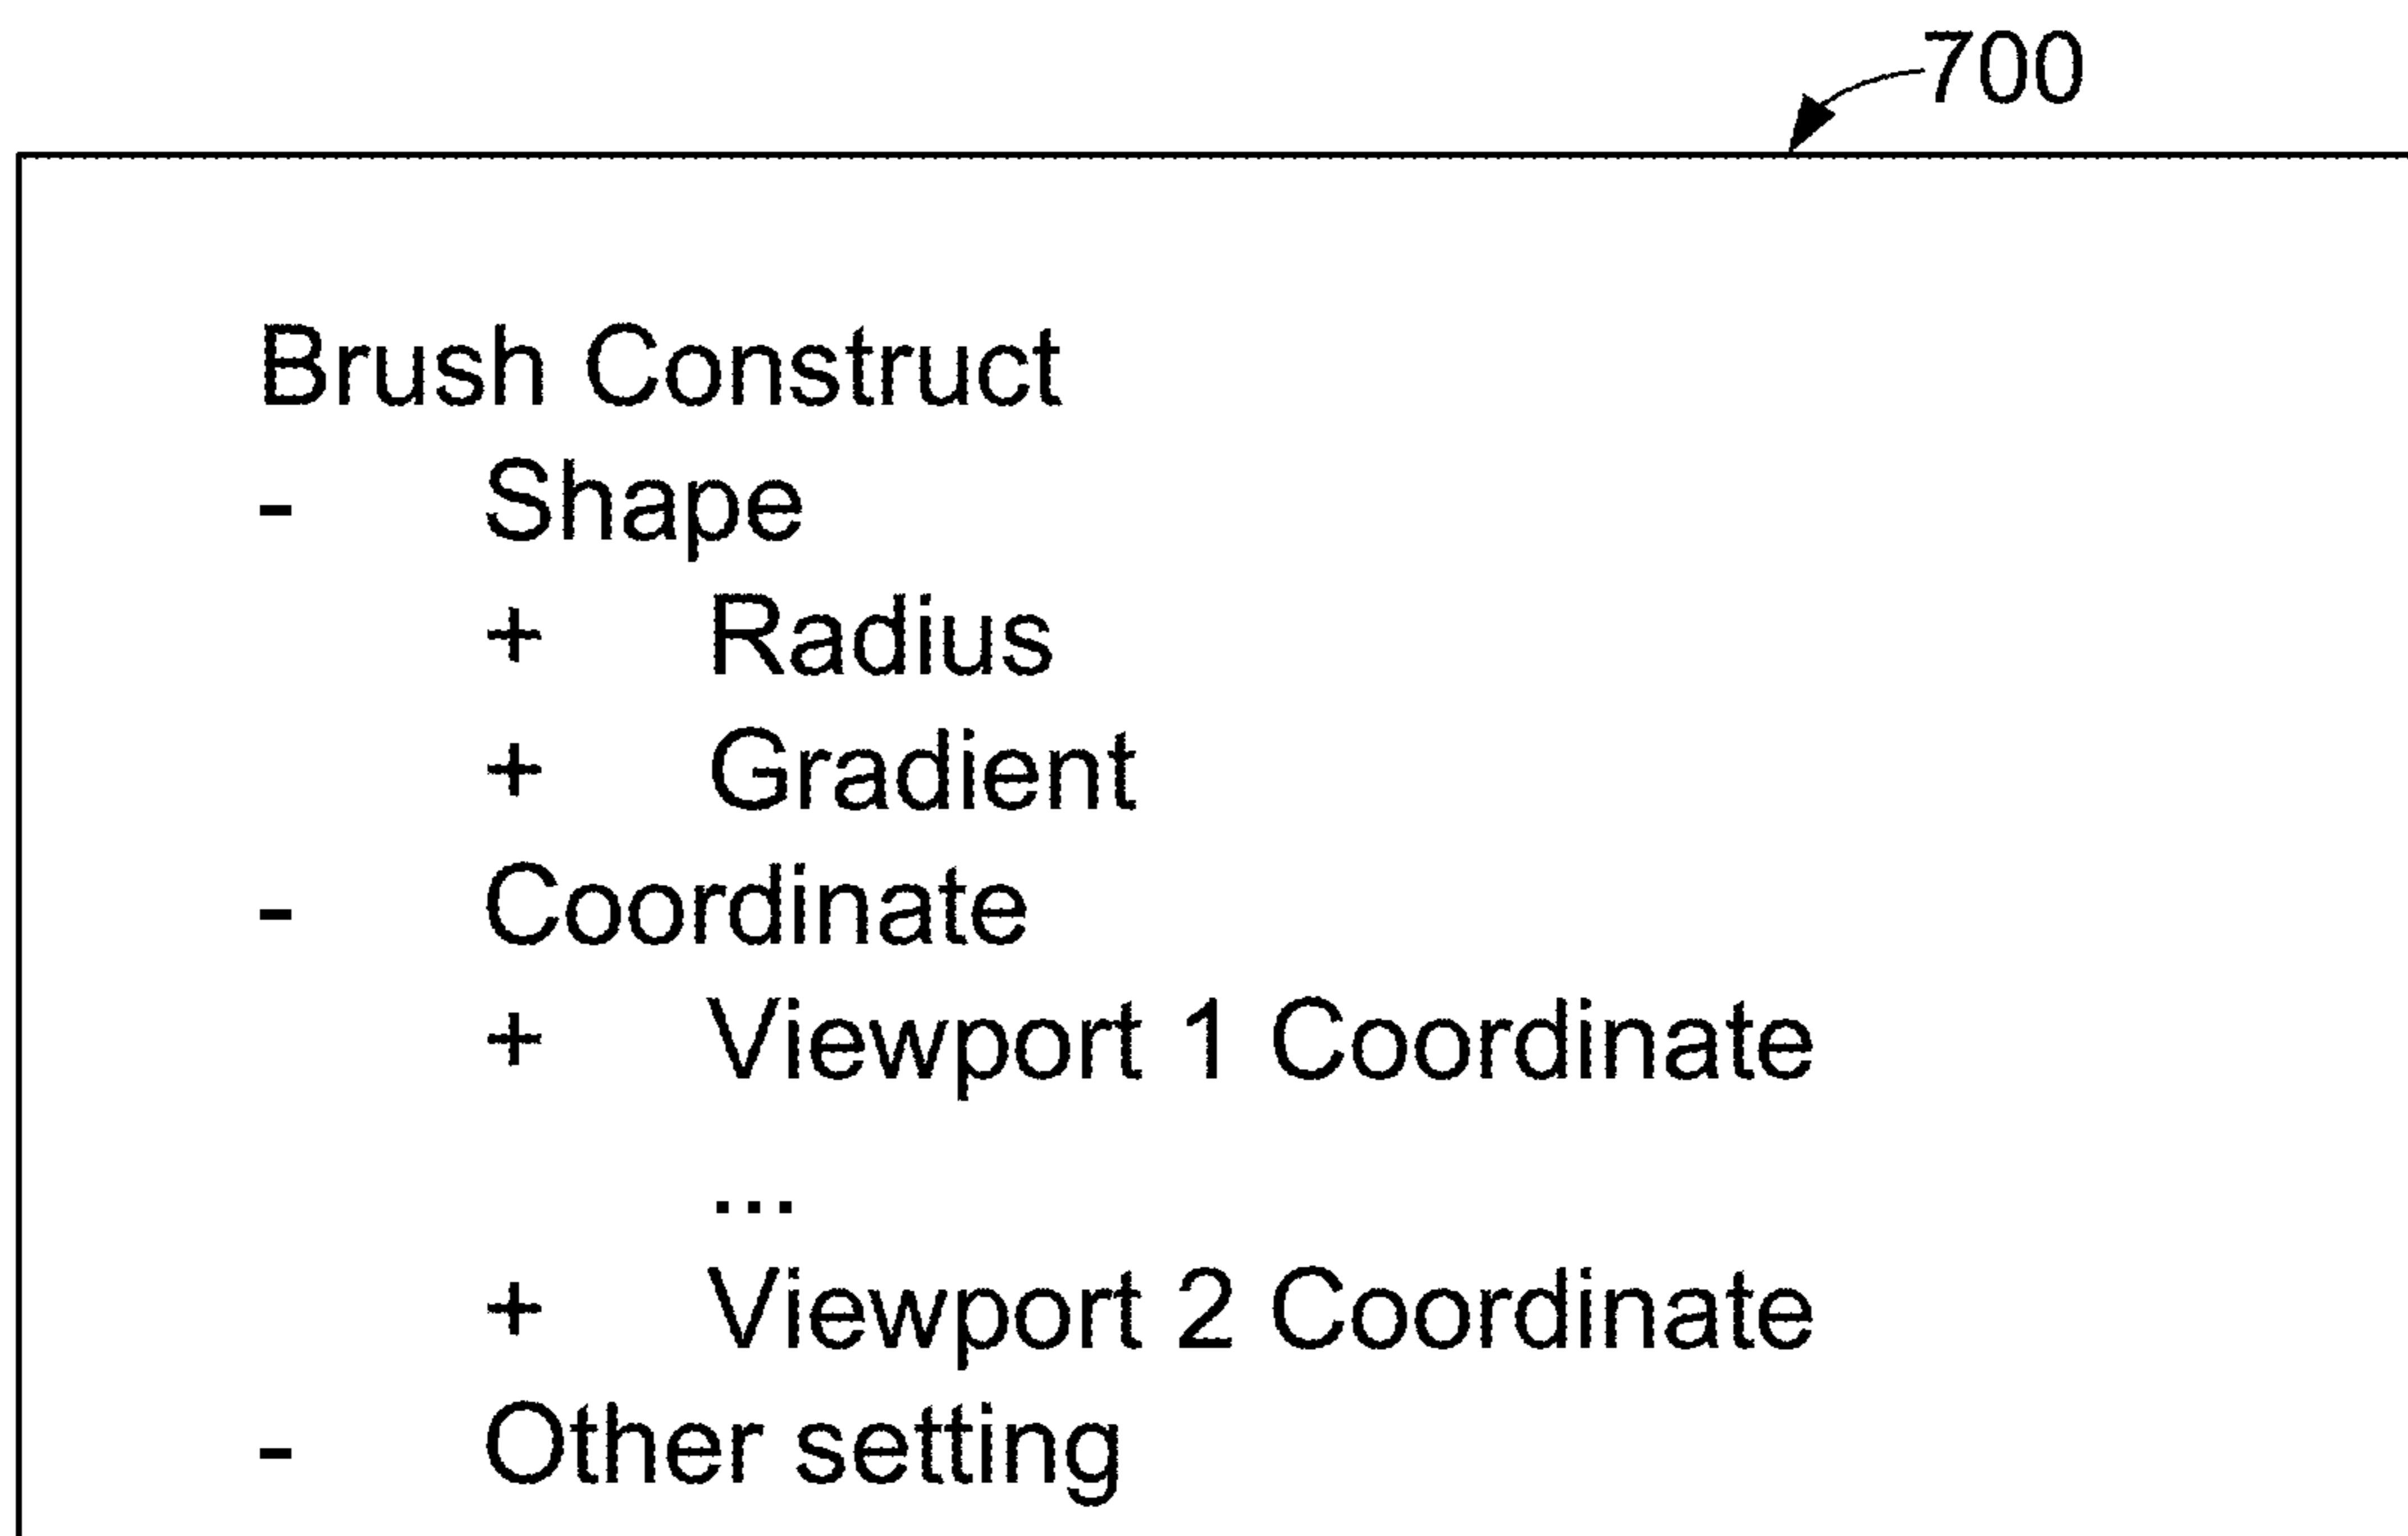 700
Brush Construct
- Shape
+ Radius
+ Gradient
- Coordinate
+ Viewport 1 Coordinate
...
+ Viewport 2 Coordinate
- Other setting